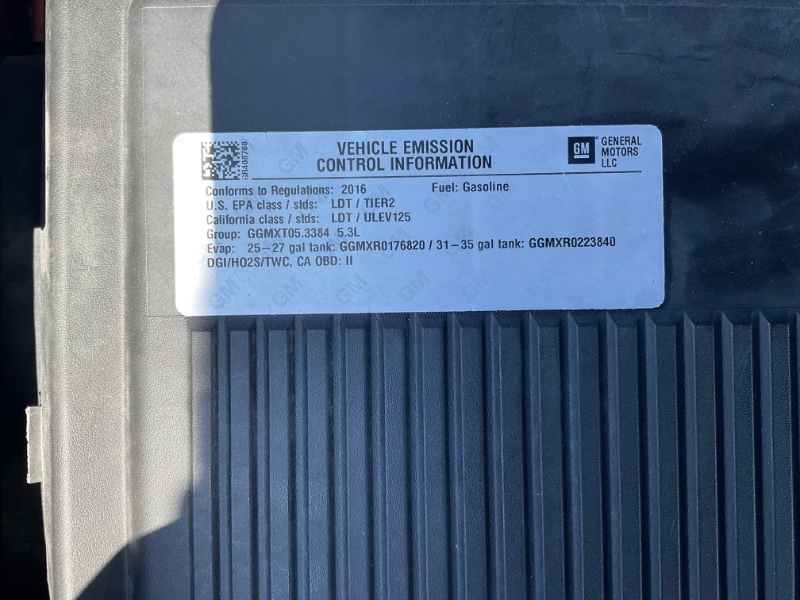 VEHICLE EMISSION
CONTROL INFORMATION
GM
GENERAL
MOTORS
LLC
Conforms to Regulations: 2016 Fuel: Gasoline
U.S. EPA class / stds: LDT / TIER2
California class / stds: LDT / ULEV125
Group: GGMXT05.3384 5.3L
Evap: 25-27 gal tank: GGMXR0176820 / 31-35 gal tank: GGMXR0223840
DGI/HO2S/TWC, CA OBD: II